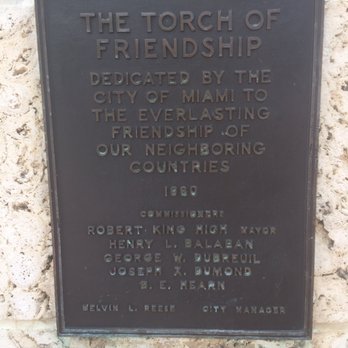 THE TORCH OF
FRIENDSHIP
DEDICATED BY THE
CITY OF MIAMI TO
THE EVERLASTING
FRIENDSHIP OF
OUR NEIGHBORING
COUNTRIES
1960
COMMISSIONERS
ROBERT KING HIGH MAYOR
HENRY L. BALABAN
GEORGE W. DUBREUIL
JOSEPH X. DUMOND
B. E. HEARN
MELVIN L. REESE CITY MANAGER